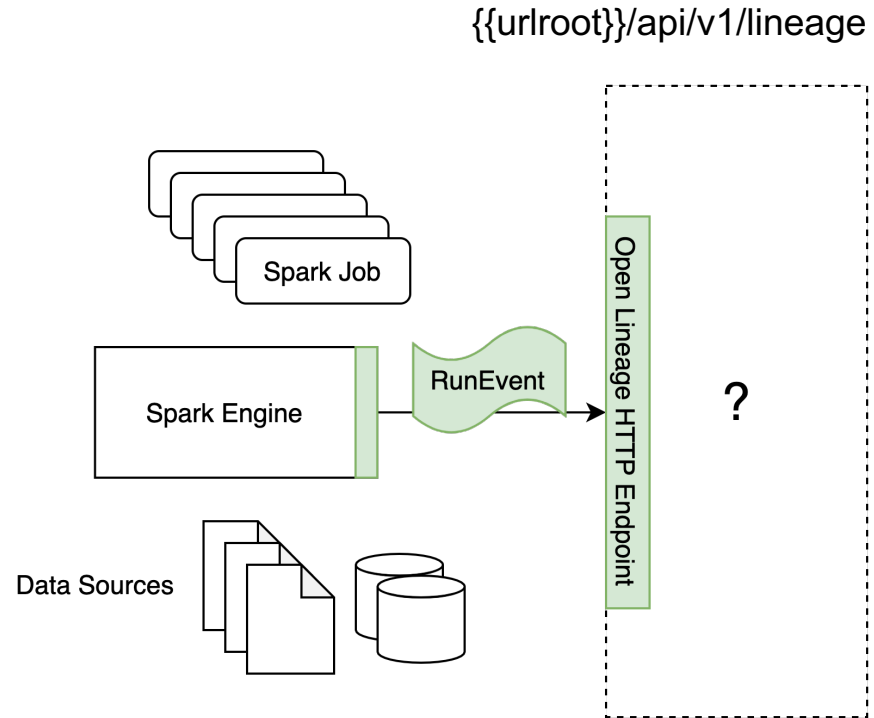 {{urlroot}}/api/v1/lineage
Spark Job
Spark Engine
RunEvent
Open Lineage HTTP Endpoint
?
Data Sources